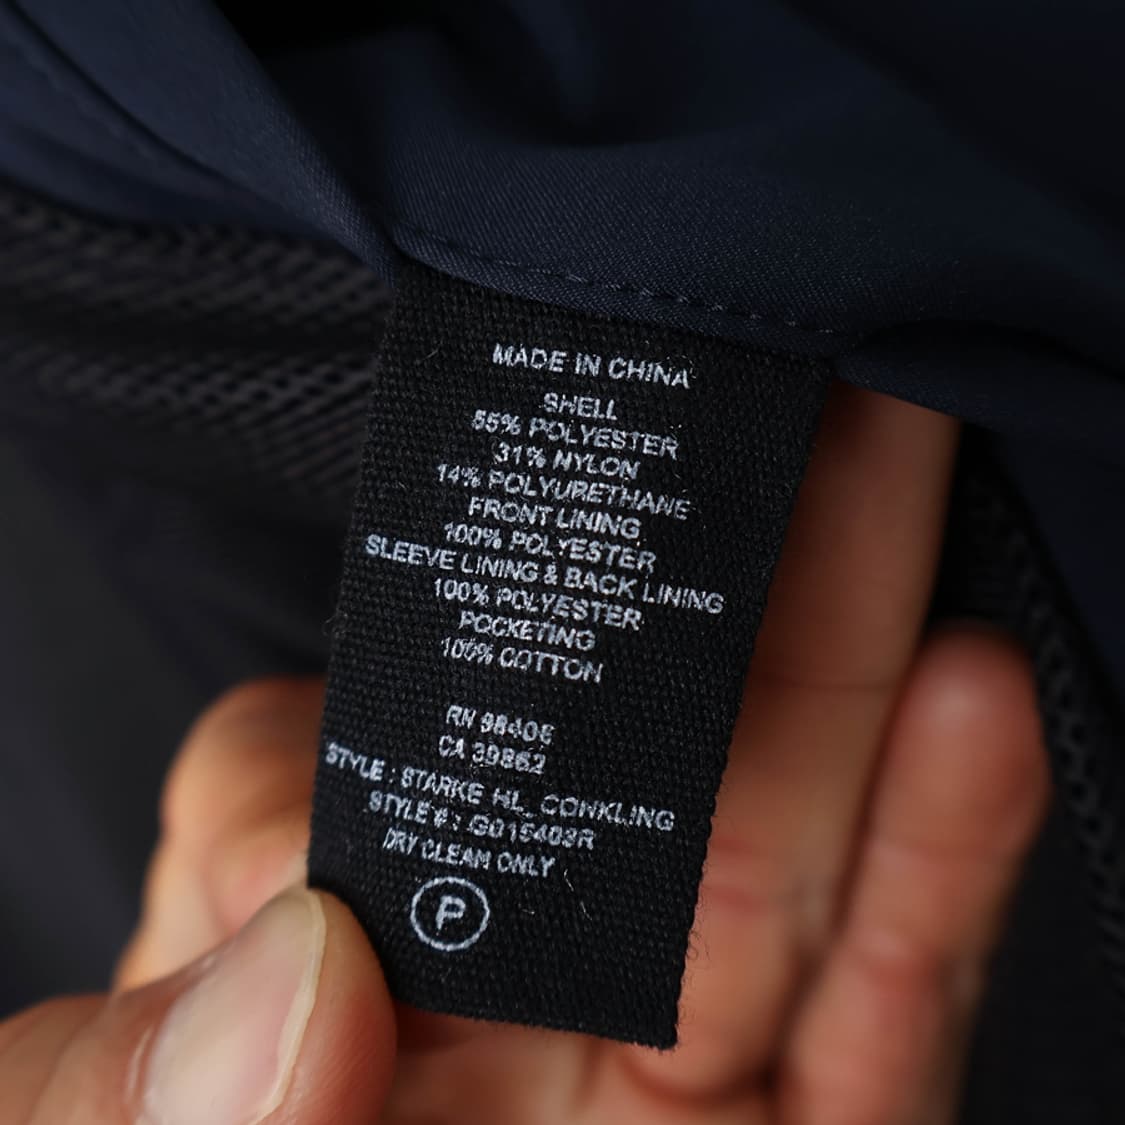 MADE IN CHINA
SHELL
55% POLYESTER
31% NYLON
14% POLYURETHANE
FRONT LINING
100% POLYESTER
SLEEVE LINING & BACK LINING
100% POLYESTER
POCKETING
100% COTTON
RN
CA 39862
STYLE : STARKE HL_CONKLING
STYLE# : G015403R
DRY CLEAN ONLY
P